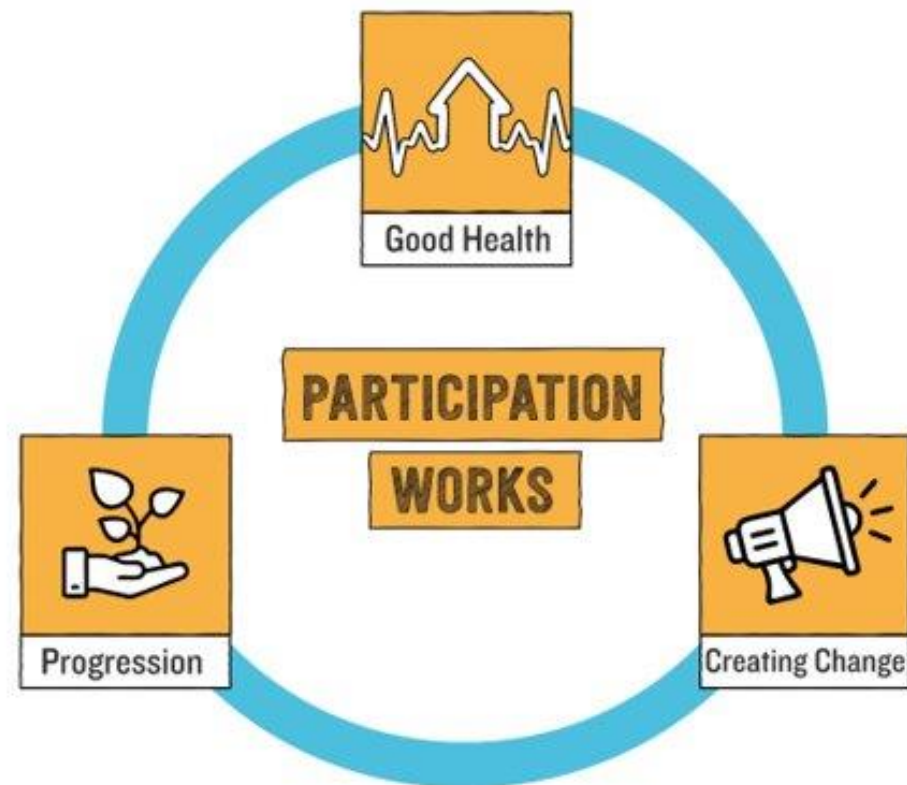 Good Health
PARTICIPATION
WORKS
Progression
Creating Change